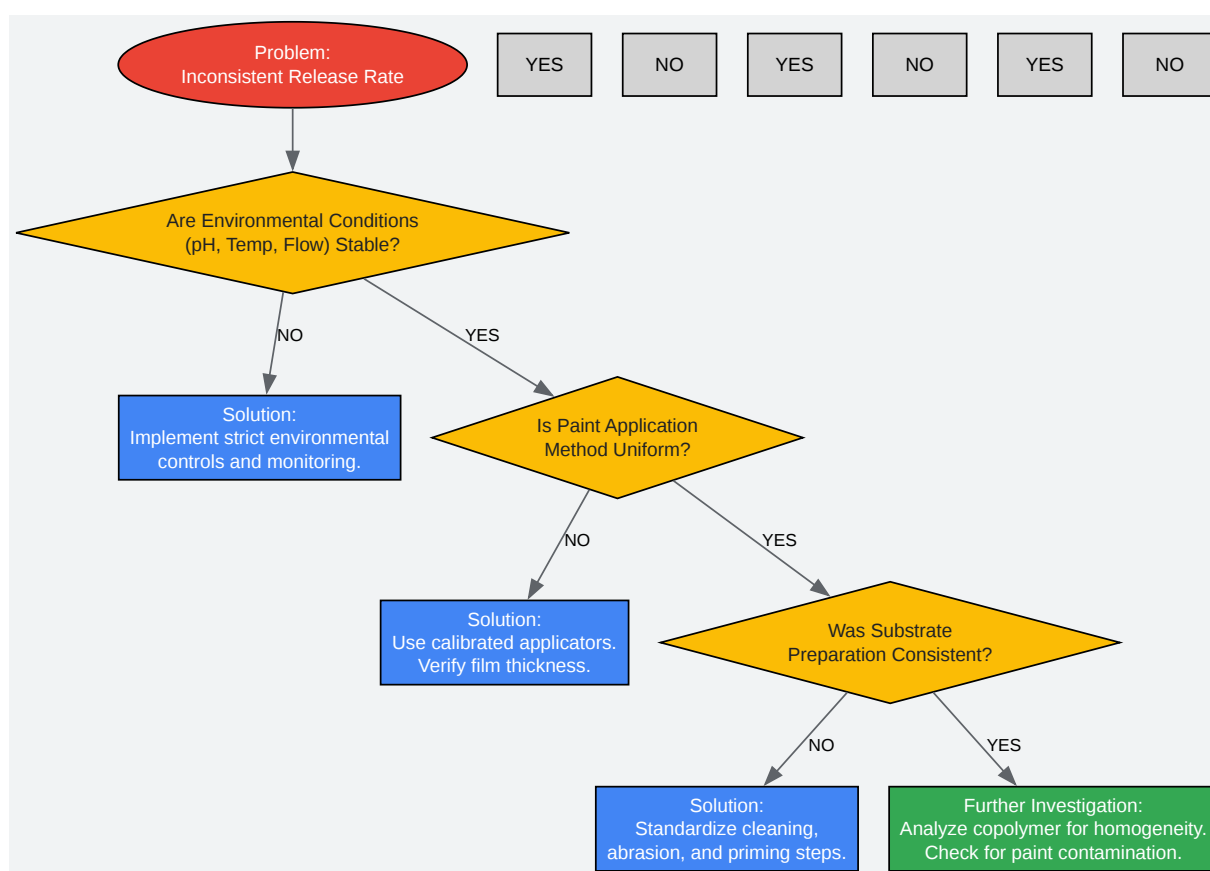 Problem:
Inconsistent Release Rate
YES
NO
YES
NO
YES
NO
Are Environmental Conditions
(pH, Temp, Flow) Stable?
NO
YES
Solution:
Implement strict environmental
controls and monitoring.
Is Paint Application
Method Uniform?
NO
YES
Solution:
Use calibrated applicators.
Verify film thickness.
Was Substrate
Preparation Consistent?
NO
YES
Solution:
Standardize cleaning,
abrasion, and priming steps.
Further Investigation:
Analyze copolymer for homogeneity.
Check for paint contamination.